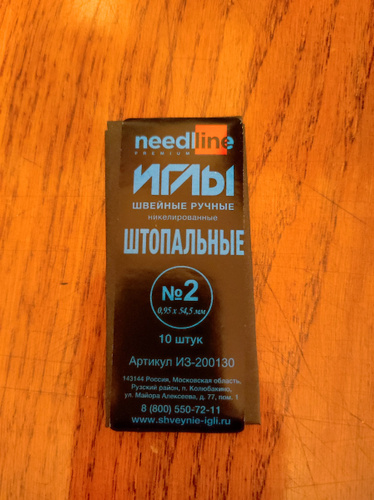 needline
PREMIUM
ИГЛЫ
ШВЕЙНЫЕ РУЧНЫЕ
никелированные
ШТОПАЛЬНЫЕ
№2
0,95 х 54,5 мм
10 штук
Артикул ИЗ-200130
143144 Россия, Московская область,
Рузский район, п. Колюбакино,
ул. Майора Алексеева, д. 77, пом. 1
8 (800) 550-72-11
www.shveynie-igli.ru